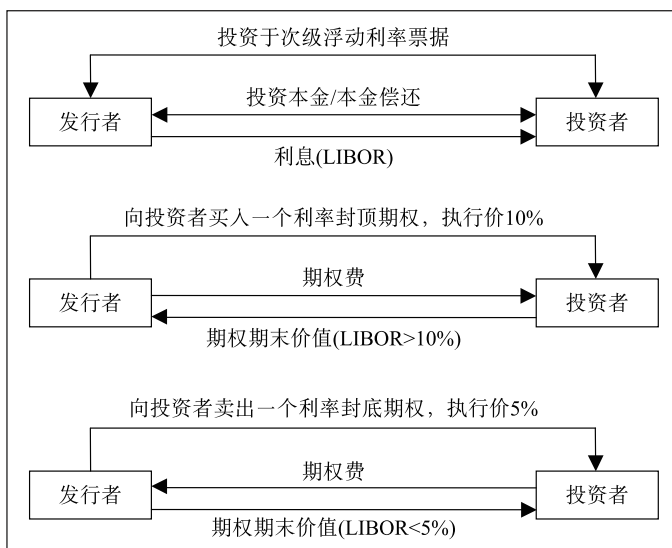 投资于次级浮动利率票据
投资本金/本金偿还
发行者
投资者
利息(LIBOR)
向投资者买入一个利率封顶期权，执行价10%
期权费
发行者
投资者
期权期末价值(LIBOR>10%)
向投资者卖出一个利率封底期权，执行价5%
期权费
发行者
投资者
期权期末价值(LIBOR<5%)